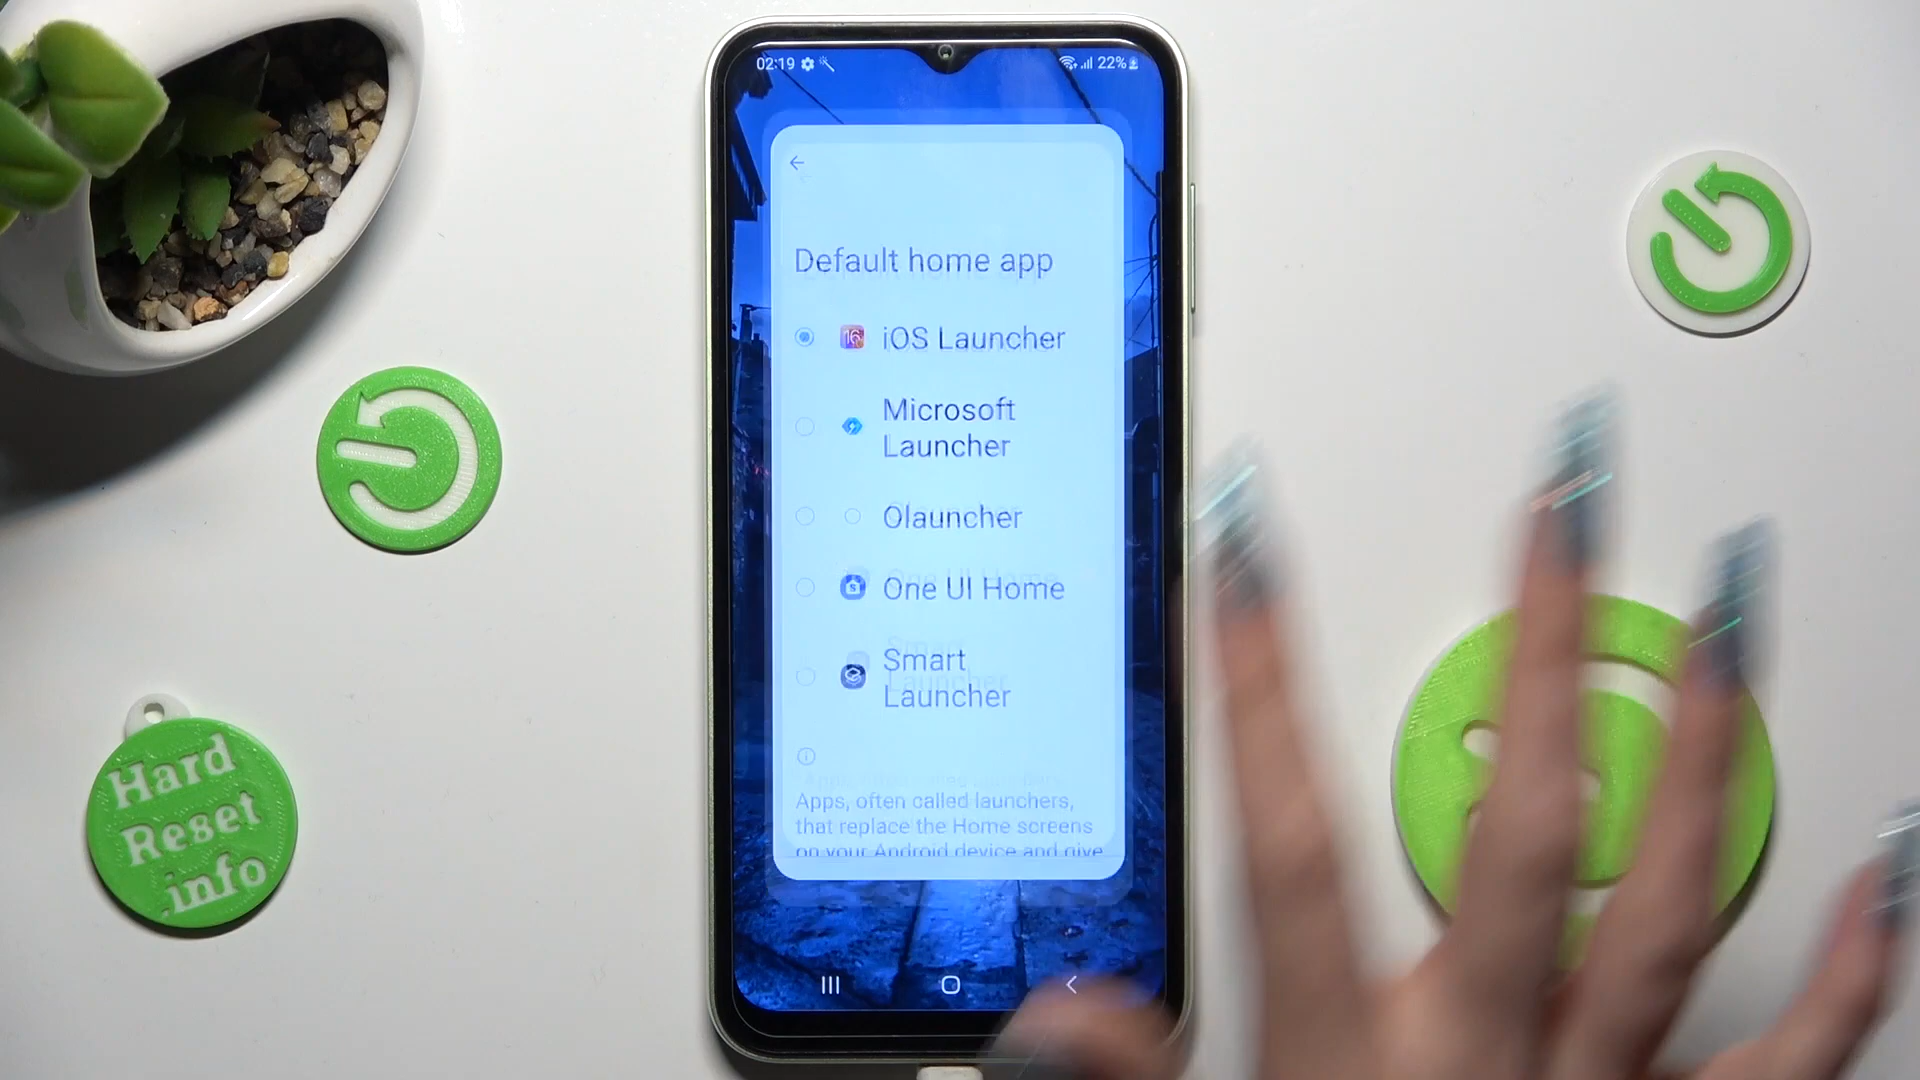 02:19 22%
Default home app
16 iOS Launcher
Microsoft
Launcher
Olauncher
One UI Home
Smart
Launcher
Apps, often called launchers,
that replace the Home screens
on your Android device and give
Hard
Reset
.info